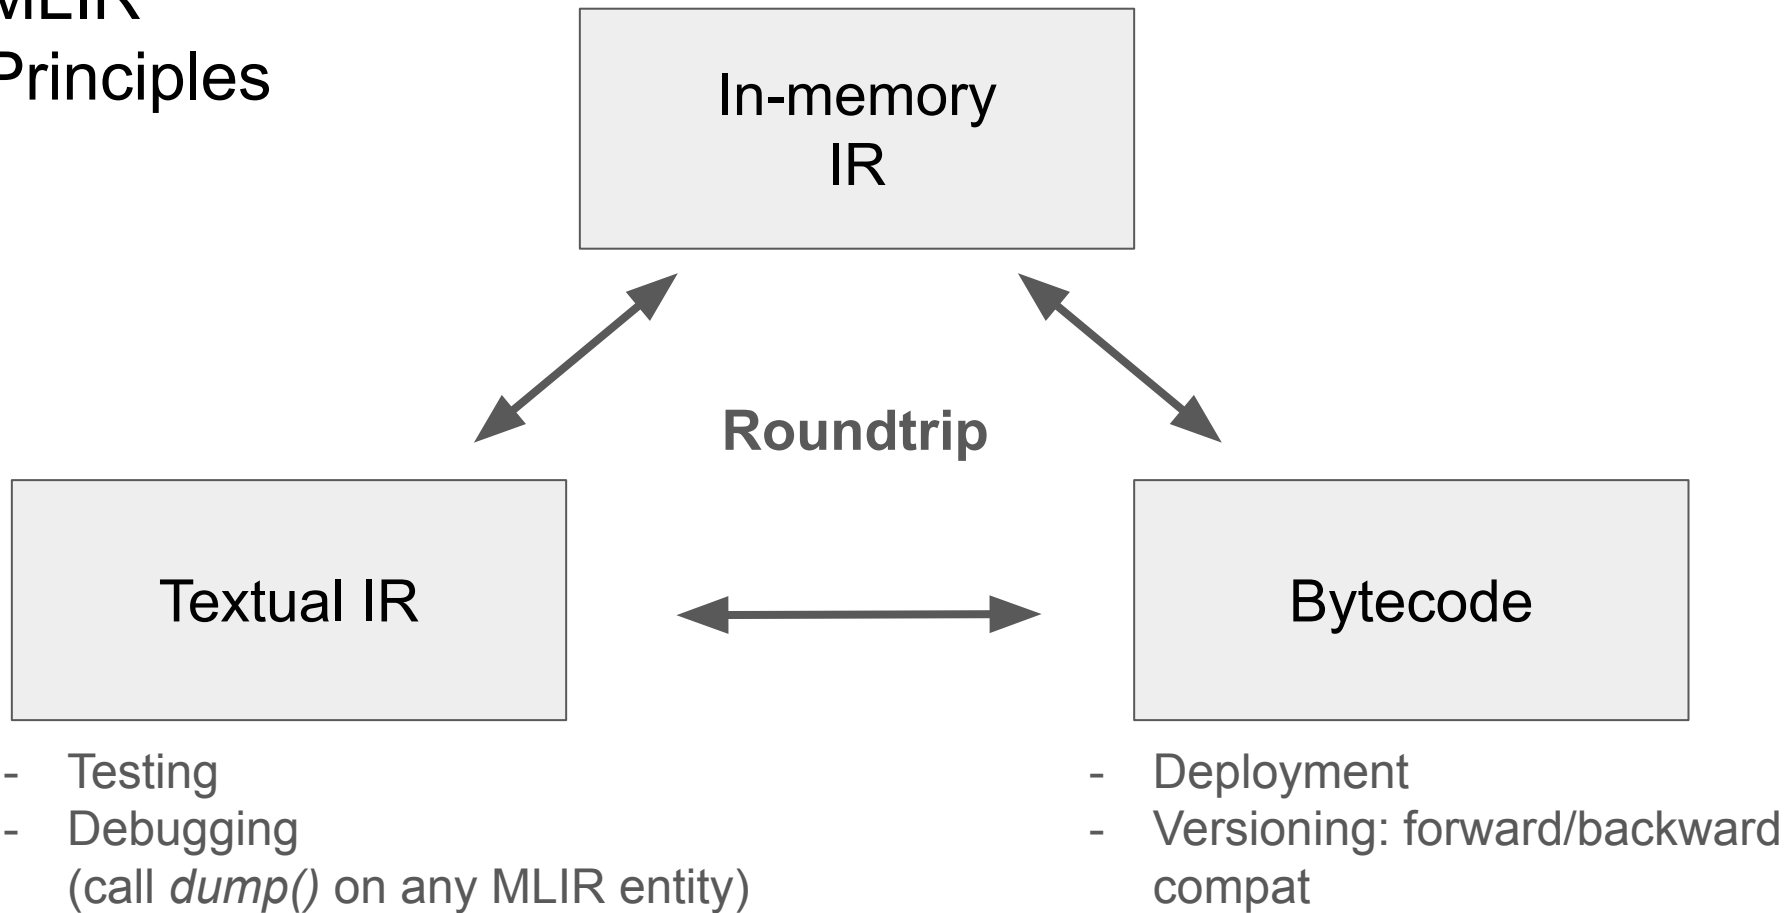 MLIR
Principles
In-memory
IR
Roundtrip
Textual IR
Bytecode
- Testing
- Debugging
(call dump() on any MLIR entity)
- Deployment
- Versioning: forward/backward
compat